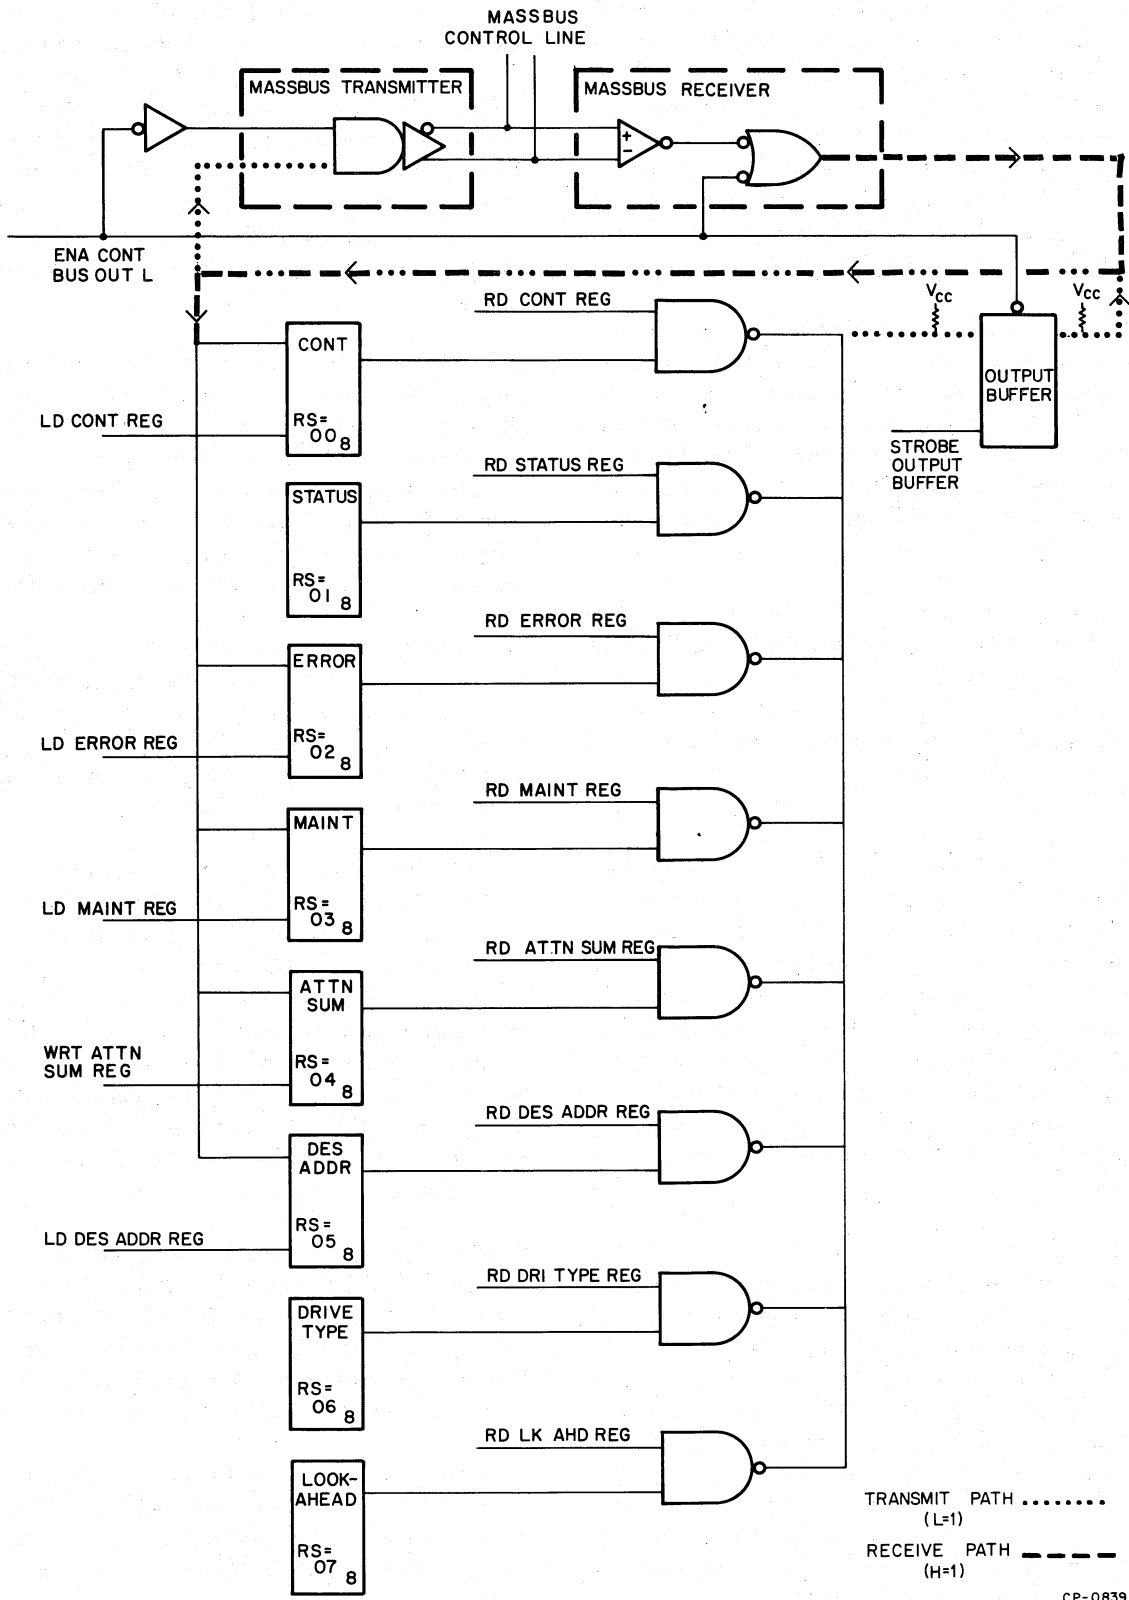 MASSBUS
CONTROL LINE
MASSBUS TRANSMITTER
MASSBUS RECEIVER
+
-
ENA CONT
BUS OUT L
VCC
VCC
RD CONT REG
CONT
RS=
00 8
LD CONT REG
OUTPUT
BUFFER
STROBE
OUTPUT
BUFFER
RD STATUS REG
STATUS
RS=
01 8
RD ERROR REG
ERROR
RS=
02 8
LD ERROR REG
RD MAINT REG
MAINT
RS=
03 8
LD MAINT REG
RD ATTN SUM REG
ATTN
SUM
RS=
04 8
WRT ATTN
SUM REG
RD DES ADDR REG
DES
ADDR
RS=
05 8
LD DES ADDR REG
RD DRI TYPE REG
DRIVE
TYPE
RS=
06 8
RD LK AHD REG
LOOK-
AHEAD
RS=
07 8
TRANSMIT PATH
(L=1)
RECEIVE PATH
(H=1)
CP-0839